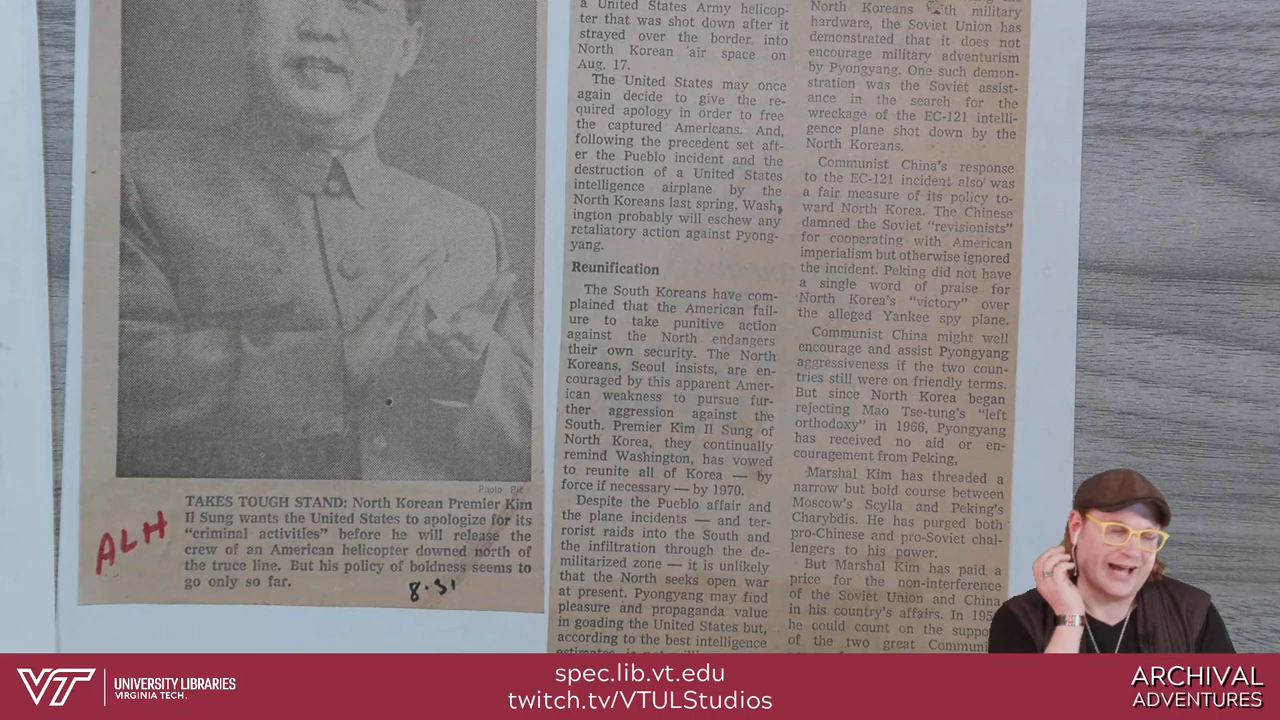 Photo Pit
TAKES TOUGH STAND: North Korean Premier Kim
Il Sung wants the United States to apologize for its
"criminal activities" before he will release the
crew of an American helicopter downed north of
the truce line. But his policy of boldness seems to
go only so far.
ALH
8.31
a United States Army helicop-
ter that was shot down after it
strayed over the border into
North Korean air space on
Aug. 17.
The United States may once
again decide to give the re-
quired apology in order to free
the captured Americans. And,
following the precedent set aft-
er the Pueblo incident and the
destruction of a United States
intelligence airplane by the
North Koreans last spring, Wash-
ington probably will eschew any
retaliatory action against Pyong-
yang.
Reunification
The South Koreans have com-
plained that the American fail-
ure to take punitive action
against the North endangers
their own security. The North
Koreans, Seoul insists, are en-
couraged by this apparent Amer-
ican weakness to pursue fur-
ther aggression against the
South. Premier Kim Il Sung of
North Korea, they continually
remind Washington, has vowed
to reunite all of Korea — by
force if necessary — by 1970.
Despite the Pueblo affair and
the plane incidents — and ter-
rorist raids into the South and
the infiltration through the de-
militarized zone — it is unlikely
that the North seeks open war
at present. Pyongyang may find
pleasure and propaganda value
in goading the United States but,
according to the best intelligence
North Koreans with military
hardware, the Soviet Union has
demonstrated that it does not
encourage military adventurism
by Pyongyang. One such demon-
stration was the Soviet assist-
ance in the search for the
wreckage of the EC-121 intelli-
gence plane shot down by the
North Koreans.
Communist China's response
to the EC-121 incident also was
a fair measure of its policy to-
ward North Korea. The Chinese
damned the Soviet "revisionists"
for cooperating with American
imperialism but otherwise ignored
the incident. Peking did not have
a single word of praise for
North Korea's "victory" over
the alleged Yankee spy plane.
Communist China might well
encourage and assist Pyongyang
aggressiveness if the two coun-
tries still were on friendly terms.
But since North Korea began
rejecting Mao Tse-tung's "left
orthodoxy" in 1966, Pyongyang
has received no aid or en-
couragement from Peking,
Marshal Kim has threaded a
narrow but bold course between
Moscow's Scylla and Peking's
Charybdis. He has purged both
pro-Chinese and pro-Soviet chal-
lengers to his power.
But Marshal Kim has paid a
price for the non-interference
of the Soviet Union and China
in his country's affairs. In 195
he could count on the suppo
of the two great Communi
VT UNIVERSITY LIBRARIES
VIRGINIA TECH.
spec.lib.vt.edu
twitch.tv/VTULStudios
ARCHIVAL
ADVENTURES